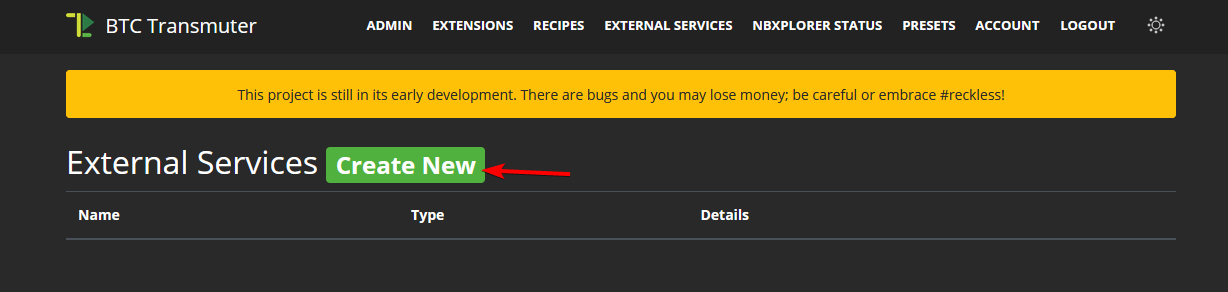 BTC Transmuter ADMIN EXTENSIONS RECIPES EXTERNAL SERVICES NBXPLORER STATUS PRESETS ACCOUNT LOGOUT
This project is still in its early development. There are bugs and you may lose money; be careful or embrace #reckless!
External Services Create New
Name Type Details